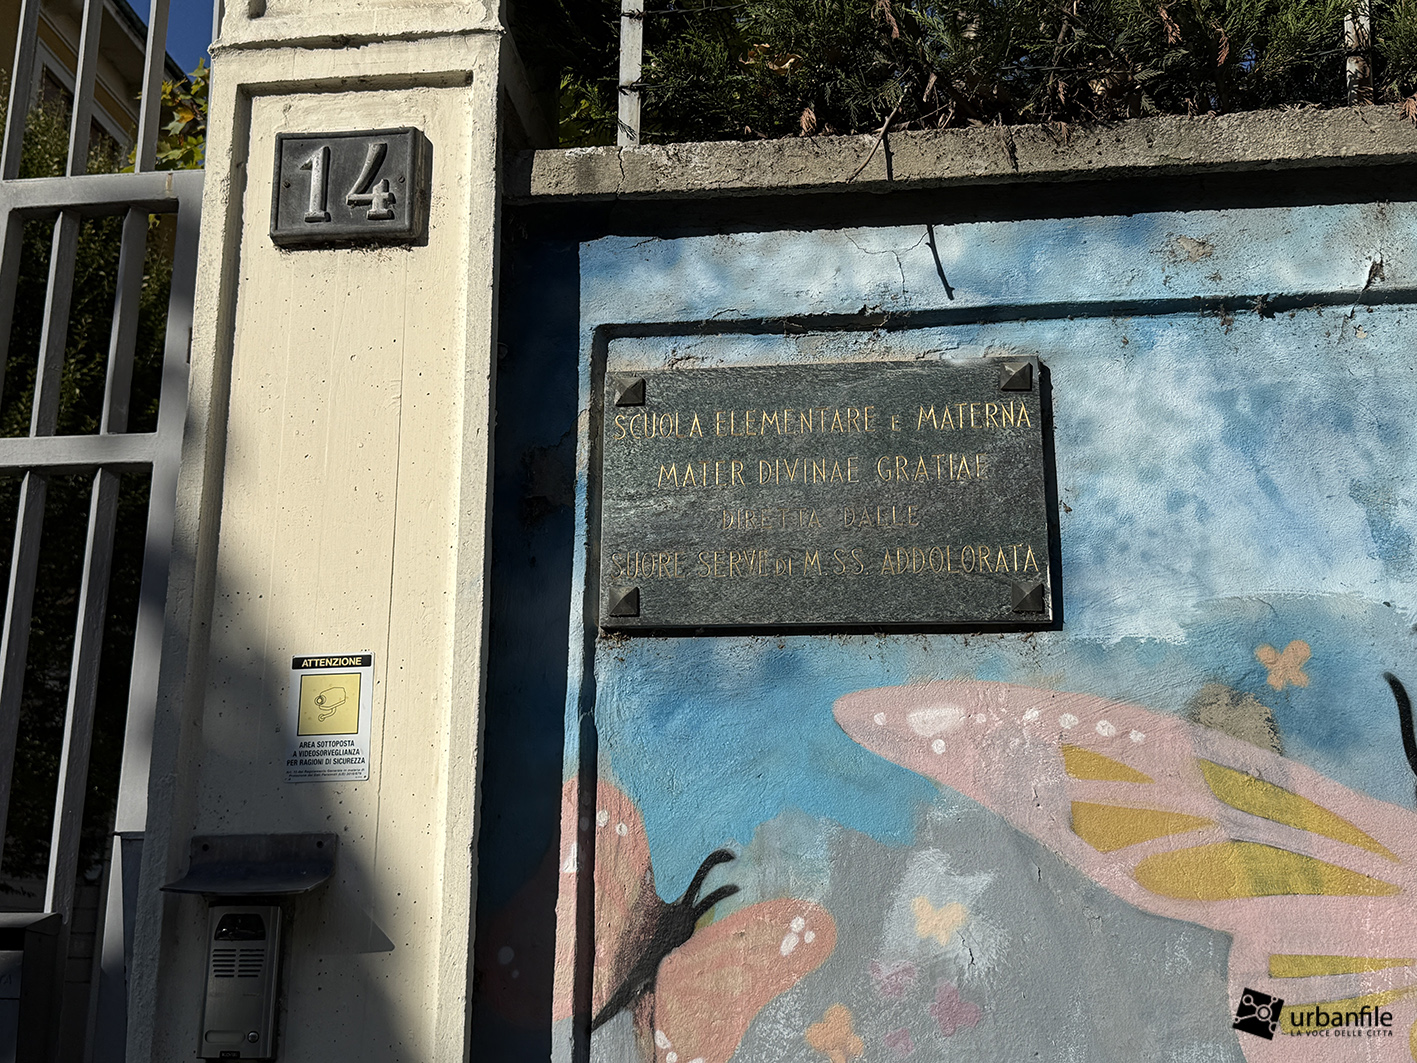 14
SCUOLA ELEMENTARE E MATERNA
MATER DIVINAE GRATIAE
DIRETTA DALLE
SUORE SERVE DI M. SS. ADDOLORATA
ATTENZIONE
AREA SOTTOPOSTA
A VIDEOSORVEGLIANZA
PER RAGIONI DI SICUREZZA
urbanfile
LA VOCE DELLE CITTÀ